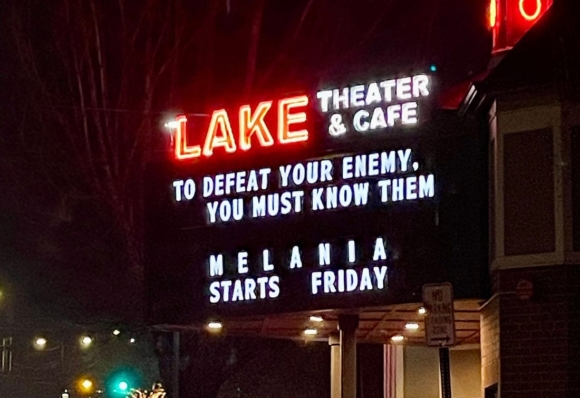 LAKE THEATER
& CAFE
TO DEFEAT YOUR ENEMY,
YOU MUST KNOW THEM
MELANIA
STARTS FRIDAY